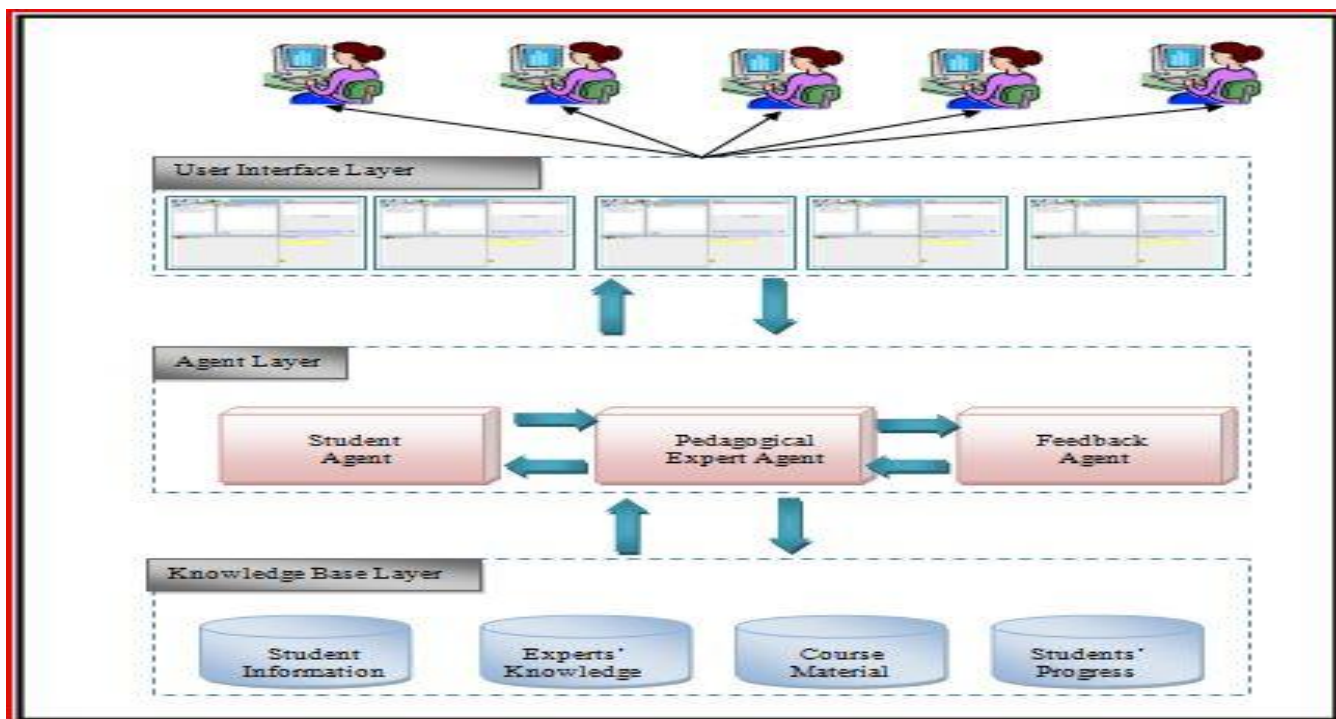 User Interface Layer
Agent Layer
Student
Agent
Pedagogical
Expert Agent
Feedback
Agent
Knowledge Base Layer
Student
Information
Experts'
Knowledge
Course
Material
Students'
Progress